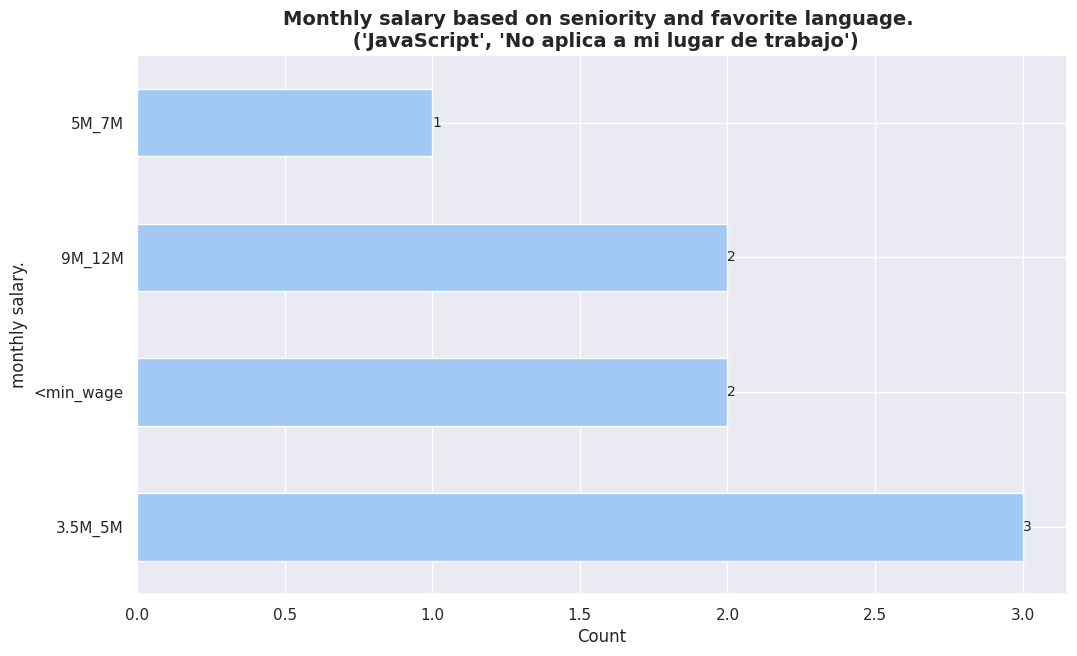 Monthly salary based on seniority and favorite language.
('JavaScript', 'No aplica a mi lugar de trabajo')
monthly salary.
5M_7M
1
9M_12M
2
<min_wage
2
3.5M_5M
3
0.0 0.5 1.0 1.5 2.0 2.5 3.0
Count